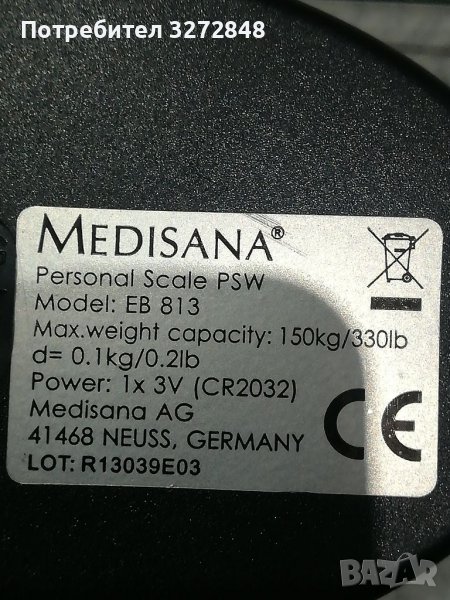 Потребител 3272848
MEDISANA®
Personal Scale PSW
Model: EB 813
Max.weight capacity: 150kg/330lb
d= 0.1kg/0.2lb
Power: 1x 3V (CR2032)
Medisana AG
41468 NEUSS, GERMANY
LOT: R13039E03
CE
BAZAR